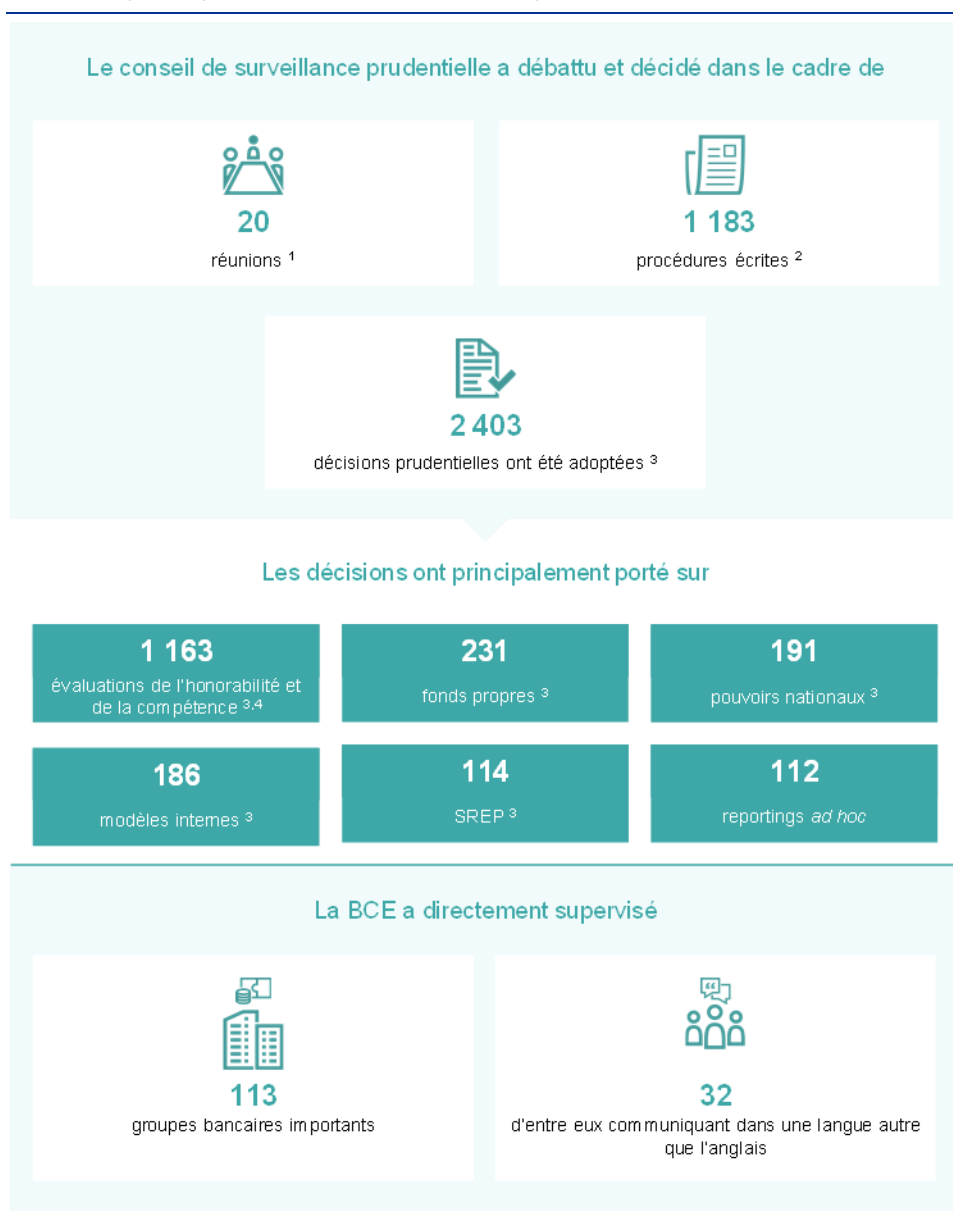 Le conseil de surveillance prudentielle a débattu et décidé dans le cadre de
20
réunions 1
1 183
procédures écrites 2
2 403
décisions prudentielles ont été adoptées 3
Les décisions ont principalement porté sur
1 163
évaluations de l'honorabilité et
de la compétence 3,4
231
fonds propres 3
191
pouvoirs nationaux 3
186
modèles internes 3
114
SREP 3
112
reportings ad hoc
La BCE a directement supervisé
113
groupes bancaires importants
32
d'entre eux communiquant dans une langue autre
que l'anglais